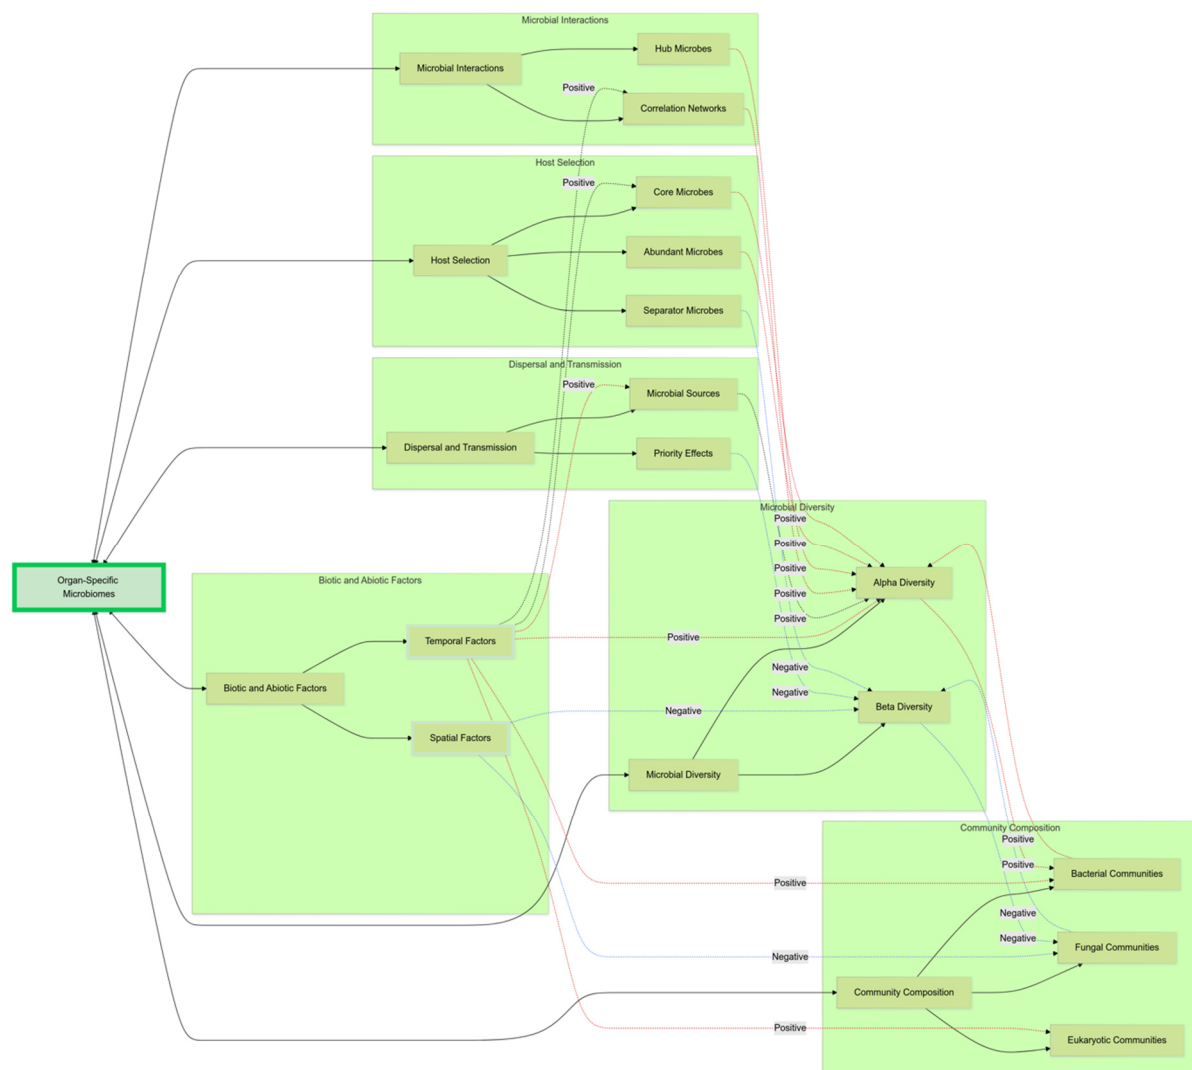 Microbial Interactions
Hub Microbes
Microbial Interactions
Positive
Correlation Networks
Host Selection
Positive
Core Microbes
Abundant Microbes
Host Selection
Separator Microbes
Dispersal and Transmission
Positive
Microbial Sources
Dispersal and Transmission
Priority Effects
Microbial Diversity
Positive
Positive
Positive
Positive
Positive
Alpha Diversity
Organ-Specific
Microbiomes
Biotic and Abiotic Factors
Temporal Factors
Positive
Negative
Biotic and Abiotic Factors
Negative
Negative
Beta Diversity
Spatial Factors
Microbial Diversity
Community Composition
Positive
Positive
Bacterial Communities
Positive
Negative
Negative
Fungal Communities
Negative
Community Composition
Positive
Eukaryotic Communities